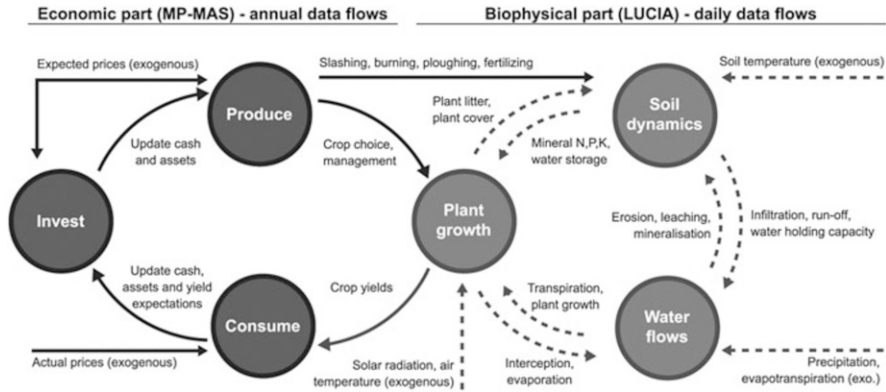 Economic part (MP-MAS) - annual data flows
Biophysical part (LUCIA) - daily data flows
Expected prices (exogenous)
Slashing, burning, ploughing, fertilizing
Soil temperature (exogenous)
Produce
Plant litter,
plant cover
Soil
dynamics
Update cash
and assets
Crop choice,
management
Mineral N,P,K,
water storage
Invest
Plant
growth
Erosion, leaching,
mineralisation
Infiltration, run-off,
water holding capacity
Update cash,
assets and yield
expectations
Crop yields
Transpiration,
plant growth
Consume
Water
flows
Actual prices (exogenous)
Solar radiation, air
temperature (exogenous)
Interception,
evaporation
Precipitation,
evapotranspiration (exo.)